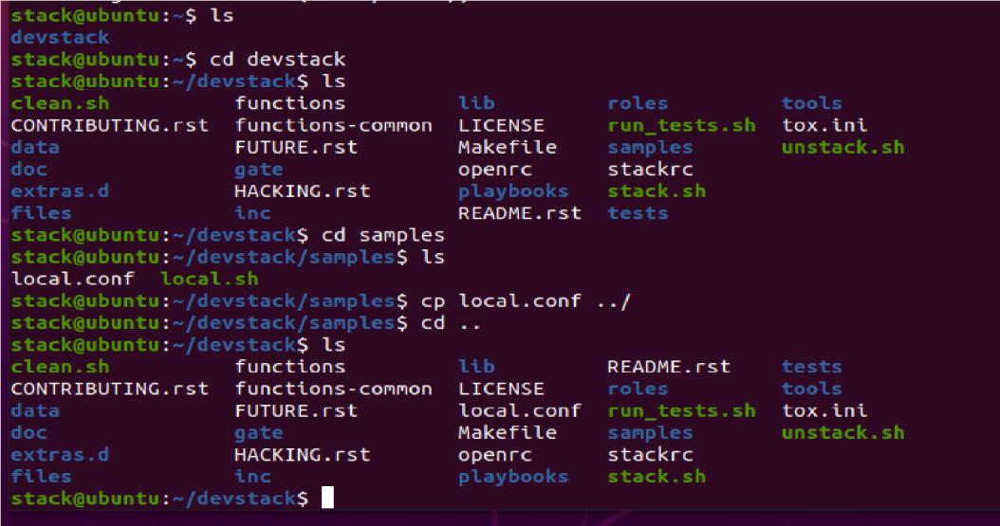 stack@ubuntu:~$ ls
devstack
stack@ubuntu:~$ cd devstack
stack@ubuntu:~/devstack$ ls
clean.sh functions lib roles tools
CONTRIBUTING.rst functions-common LICENSE run_tests.sh tox.ini
data FUTURE.rst Makefile samples unstack.sh
doc gate openrc stackrc
extras.d HACKING.rst playbooks stack.sh
files inc README.rst tests
stack@ubuntu:~/devstack$ cd samples
stack@ubuntu:~/devstack/samples$ ls
local.conf local.sh
stack@ubuntu:~/devstack/samples$ cp local.conf ../
stack@ubuntu:~/devstack/samples$ cd ..
stack@ubuntu:~/devstack$ ls
clean.sh functions lib README.rst tests
CONTRIBUTING.rst functions-common LICENSE roles tools
data FUTURE.rst local.conf run_tests.sh tox.ini
doc gate Makefile samples unstack.sh
extras.d HACKING.rst openrc stackrc
files inc playbooks stack.sh
stack@ubuntu:~/devstack$